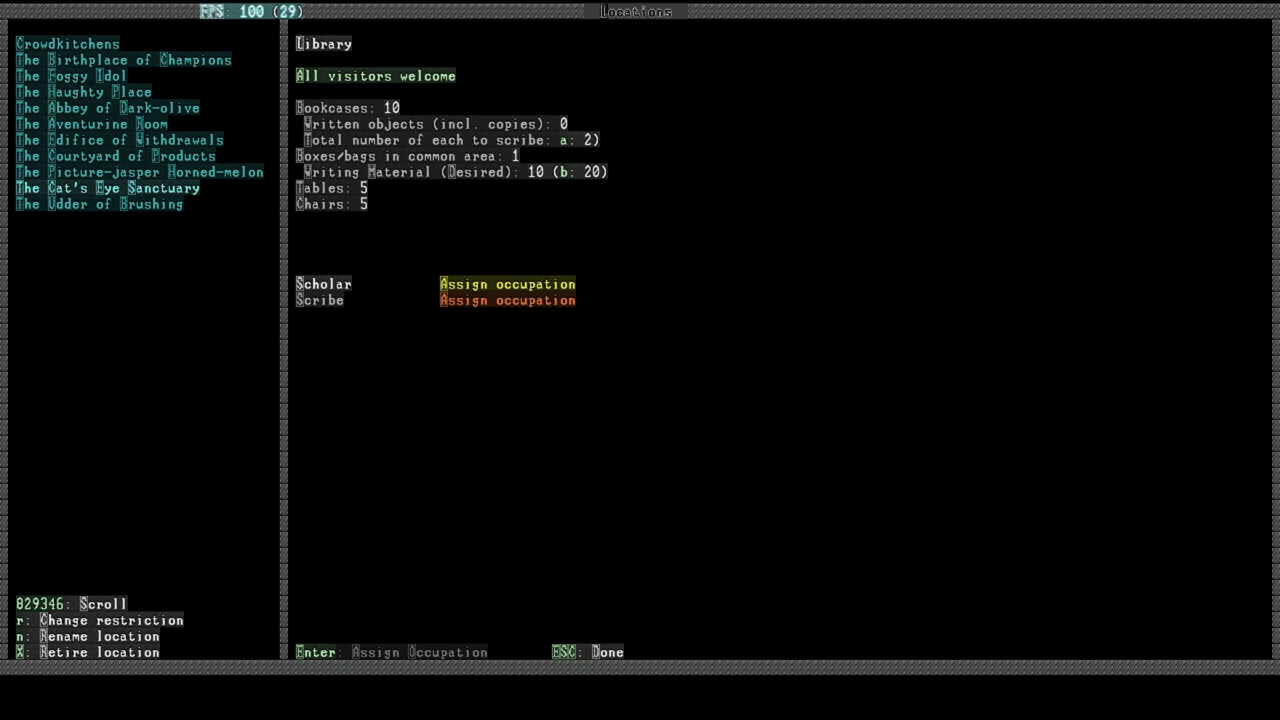 FPS: 100 (29)
Locations
Crowdkitchens
The Birthplace of Champions
The Foggy Idol
The Haughty Place
The Abbey of Dark-olive
The Aventurine Room
The Edifice of Withdrawals
The Courtyard of Products
The Picture-jasper Horned-melon
The Cat's Eye Sanctuary
The Udder of Brushing
Library
All visitors welcome
Bookcases: 10
Written objects (incl. copies): 0
Total number of each to scribe: a: 2)
Boxes/bags in common area: 1
Writing Material (Desired): 10 (b: 20)
Tables: 5
Chairs: 5
Scholar Assign occupation
Scribe Assign occupation
829346: Scroll
r: Change restriction
n: Rename location
X: Retire location
Enter: Assign Occupation ESC: Done